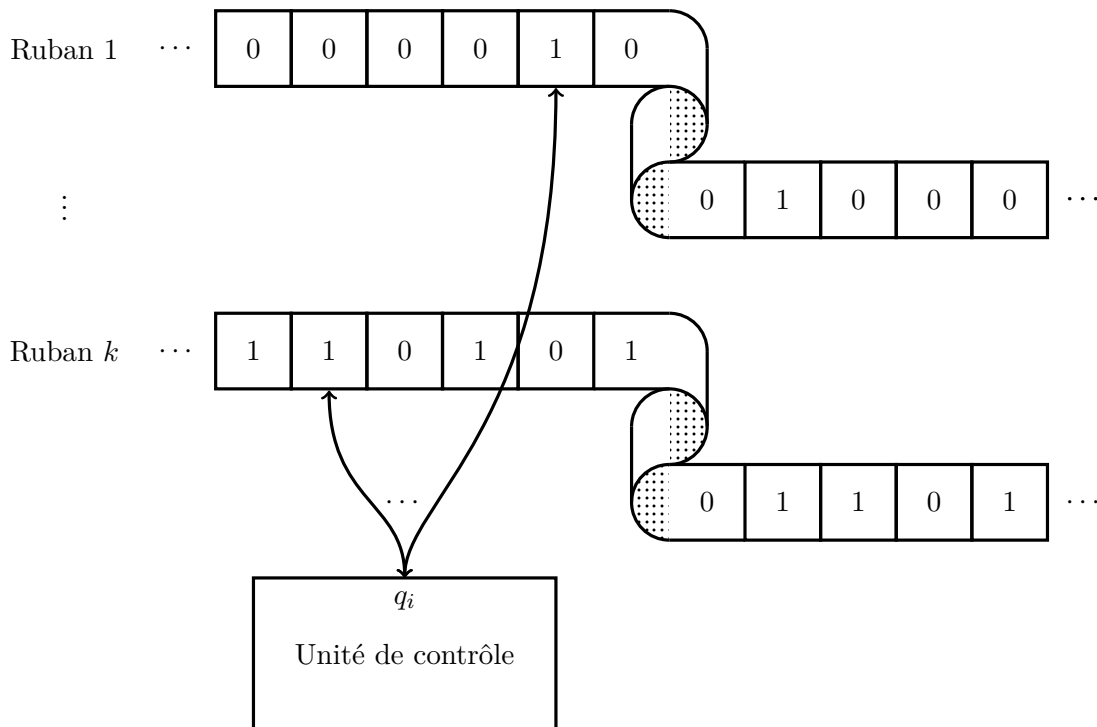 Ruban 1 ⋯ 0 0 0 0 1 0
⋮ 0 1 0 0 0 ⋯
Ruban k ⋯ 1 1 0 1 0 1
⋯ 0 1 1 0 1 ⋯
q_i
Unité de contrôle